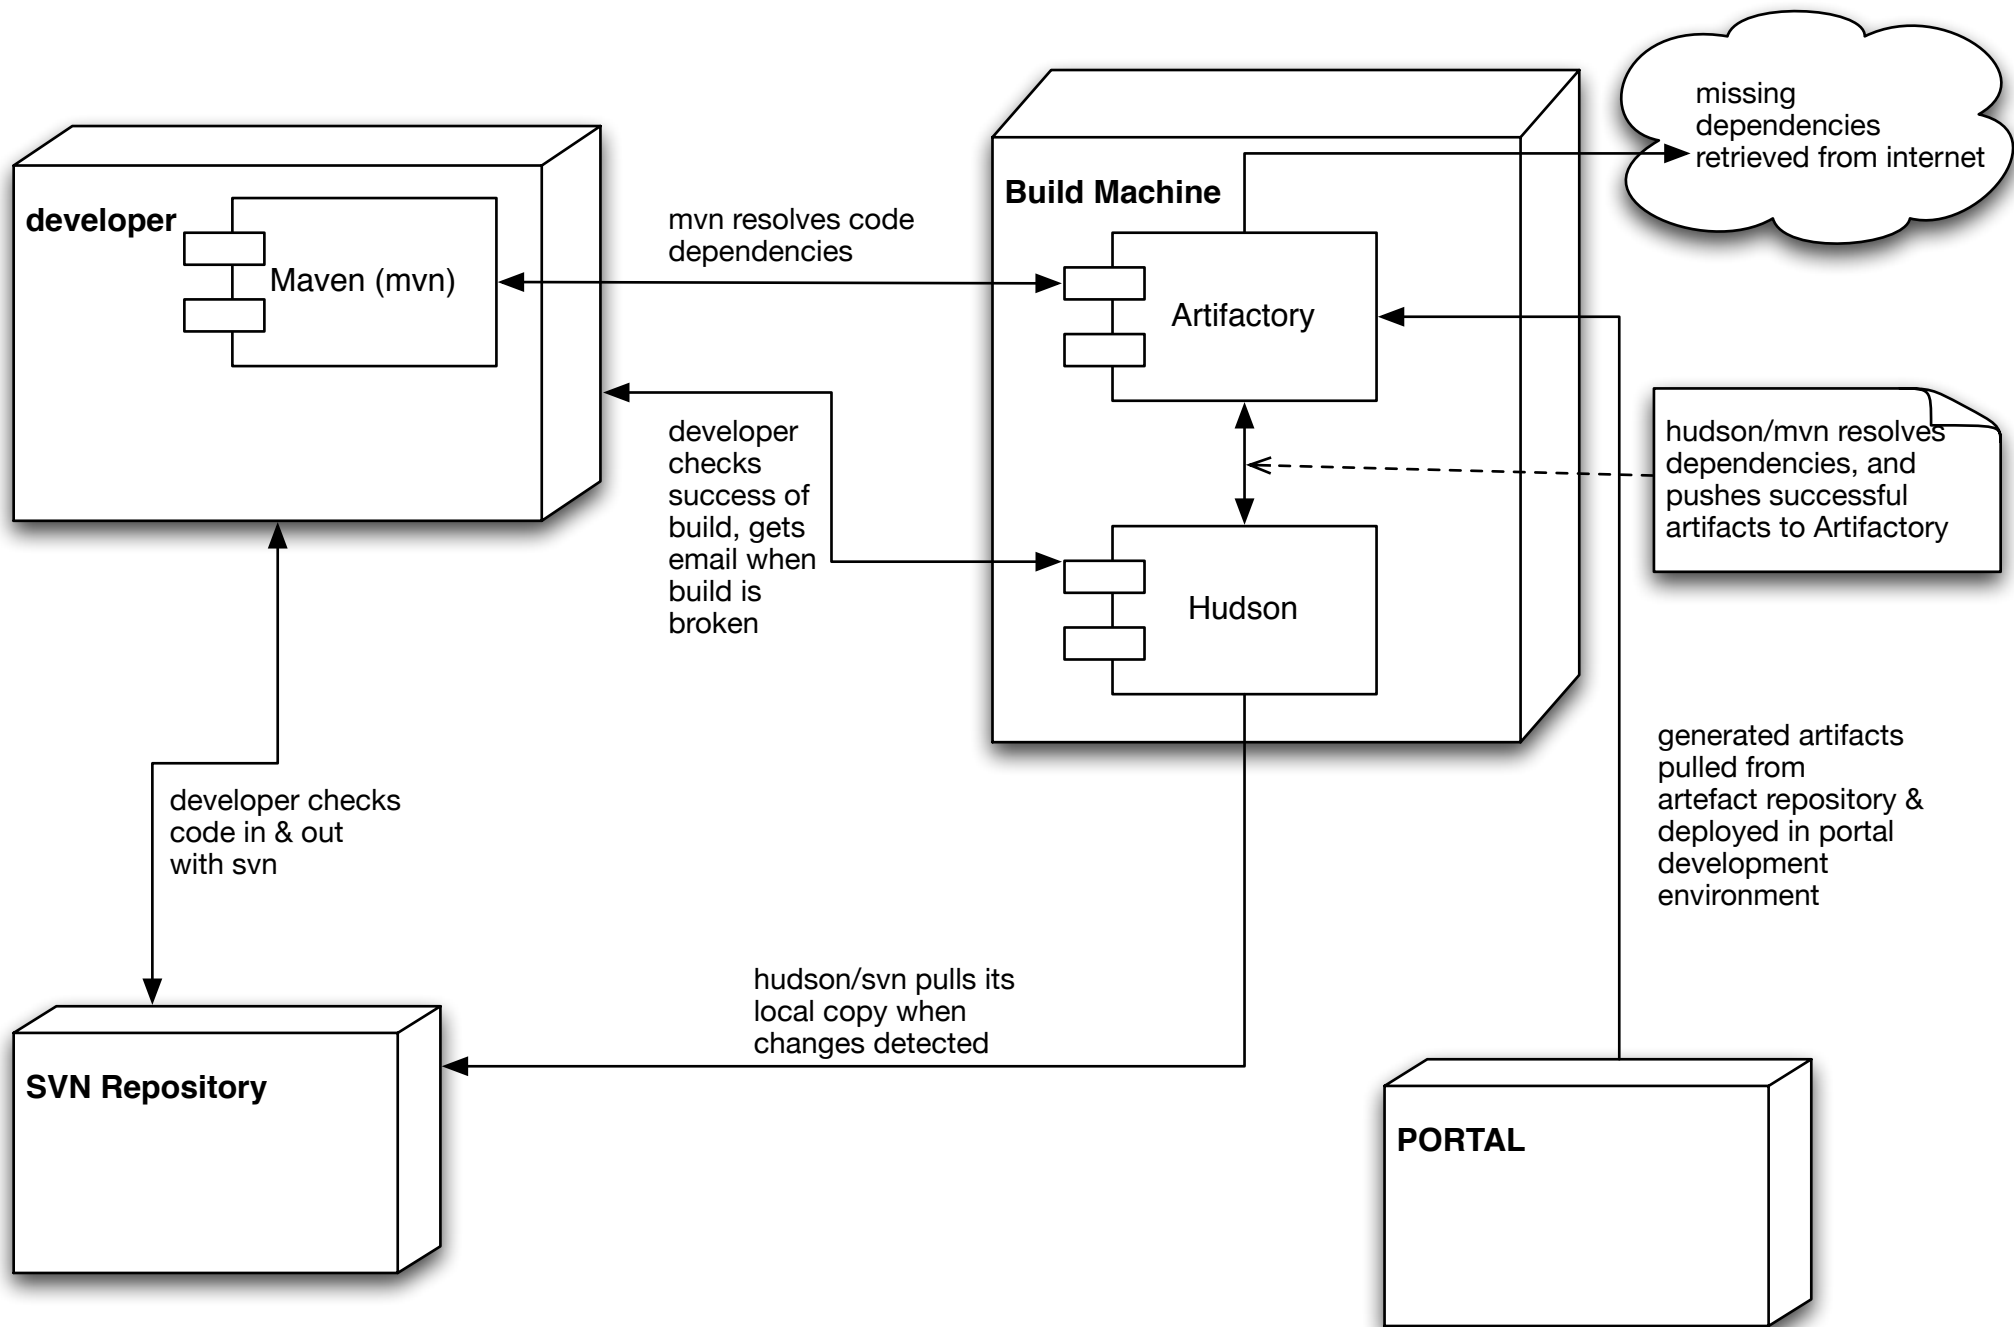 missing
dependencies
retrieved from internet
developer
Maven (mvn)
mvn resolves code
dependencies
Build Machine
Artifactory
developer
checks
success of
build, gets
email when
build is
broken
hudson/mvn resolves
dependencies, and
pushes successful
artifacts to Artifactory
Hudson
developer checks
code in & out
with svn
generated artifacts
pulled from
artefact repository &
deployed in portal
development
environment
hudson/svn pulls its
local copy when
changes detected
SVN Repository
PORTAL